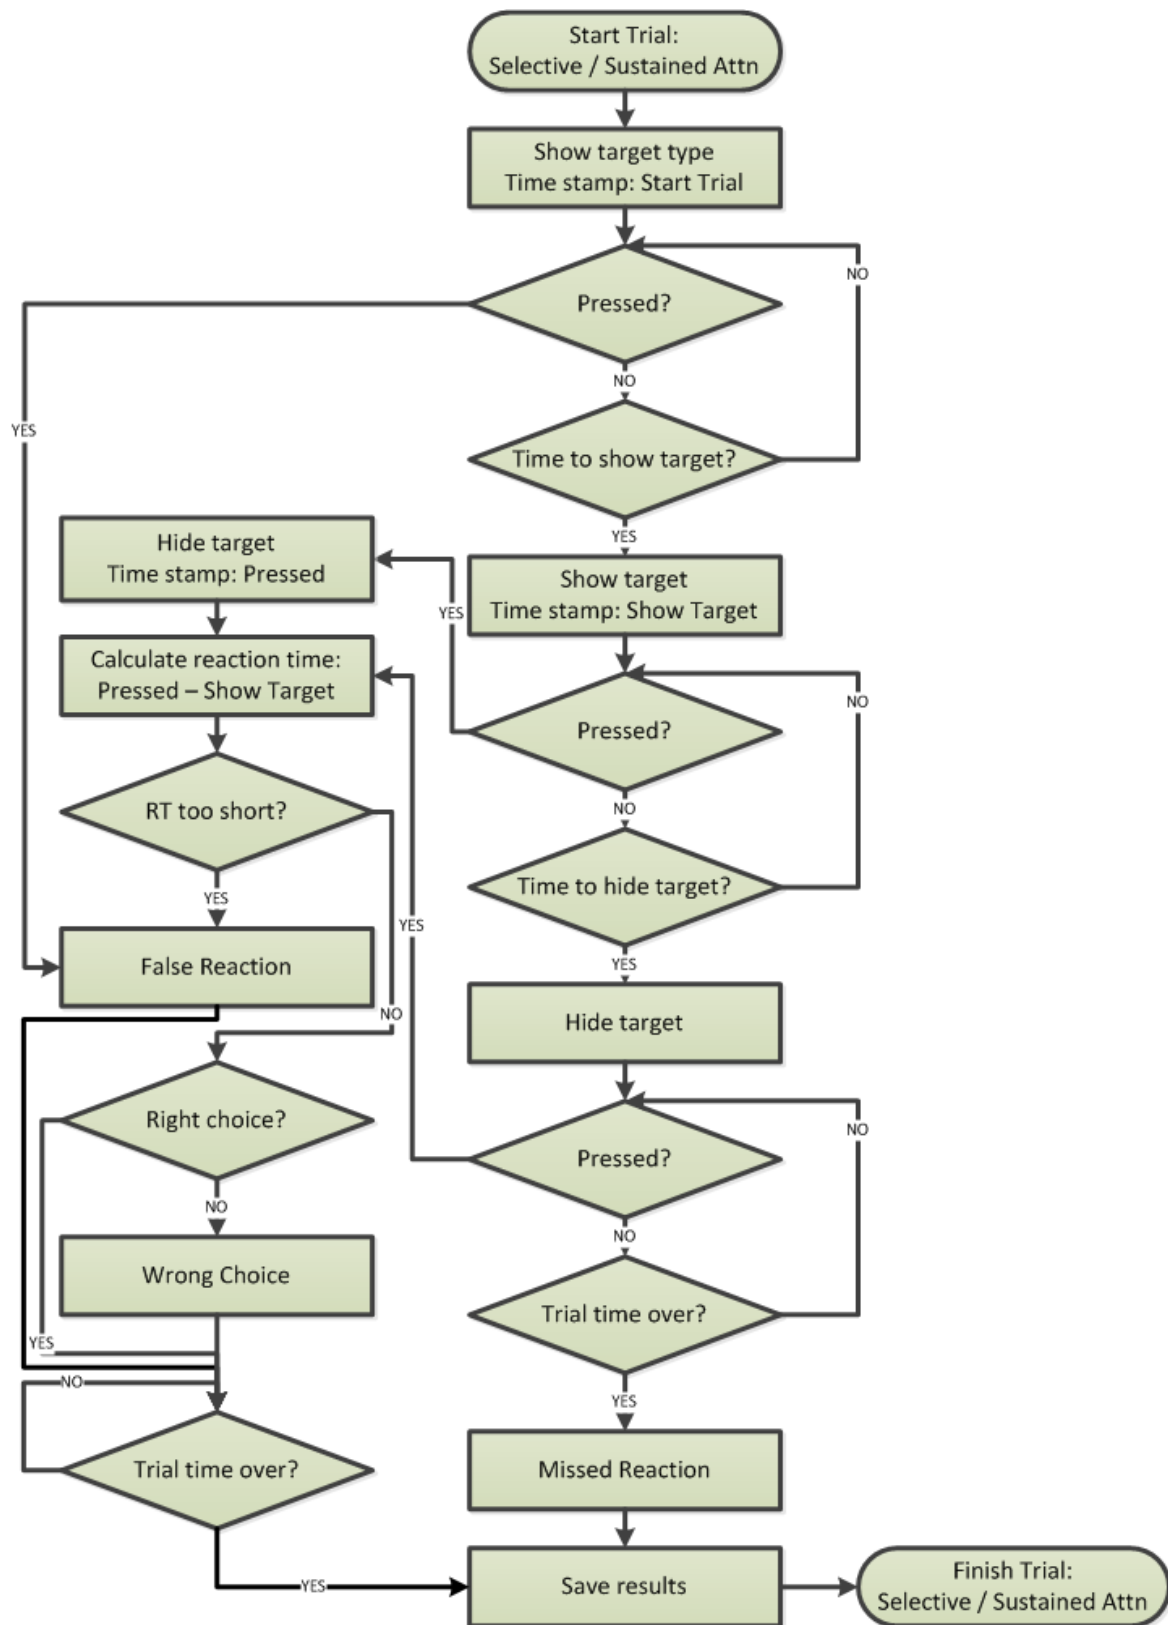 Start Trial:
Selective / Sustained Attn
Show target type
Time stamp: Start Trial
NO
Pressed?
NO
YES
Time to show target?
YES
Hide target
Time stamp: Pressed
Show target
Time stamp: Show Target
YES
Calculate reaction time:
Pressed – Show Target
NO
Pressed?
RT too short?
NO
Time to hide target?
YES
YES
YES
False Reaction
NO
Hide target
Right choice?
NO
Pressed?
NO
NO
Wrong Choice
Trial time over?
YES
NO
YES
Trial time over?
Missed Reaction
YES
Save results
Finish Trial:
Selective / Sustained Attn